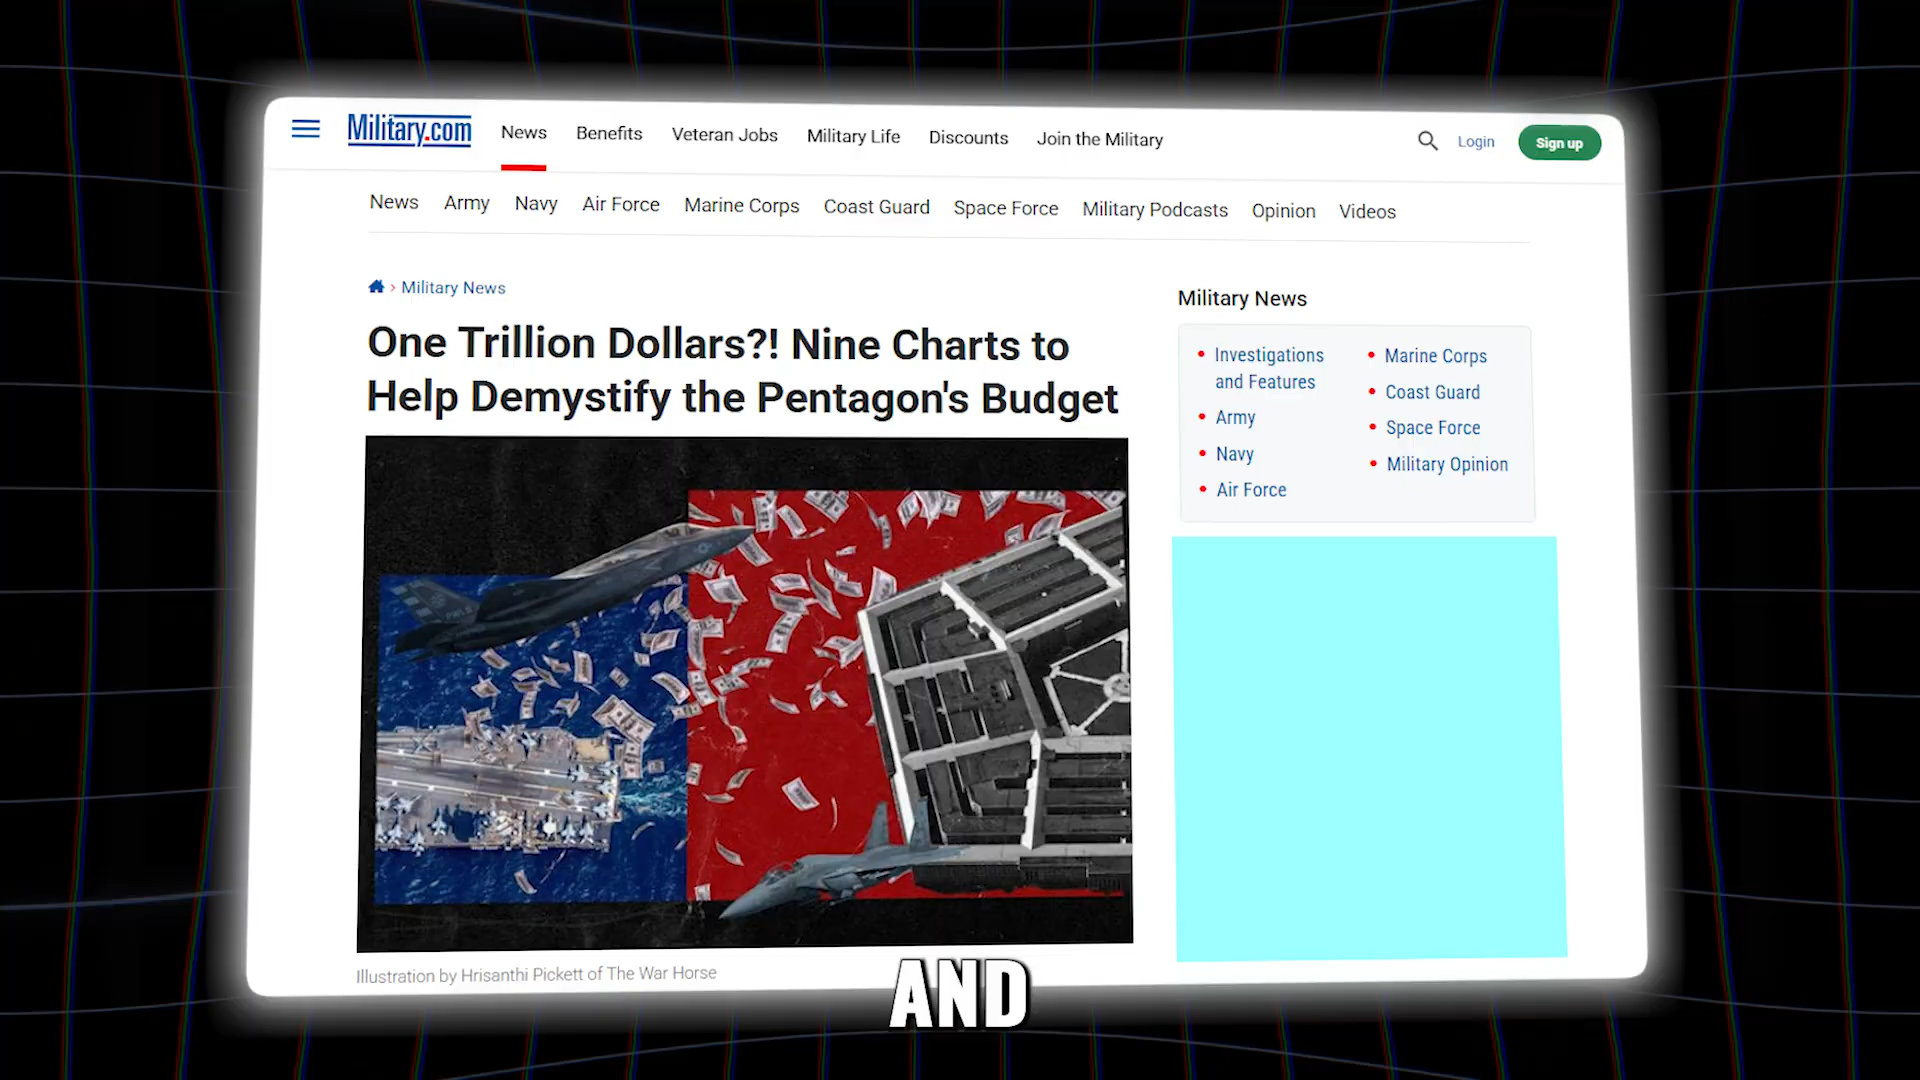 Military.com News Benefits Veteran Jobs Military Life Discounts Join the Military Login Sign up
News Army Navy Air Force Marine Corps Coast Guard Space Force Military Podcasts Opinion Videos
› Military News
One Trillion Dollars?! Nine Charts to
Help Demystify the Pentagon's Budget
Military News
Investigations
and Features
Army
Navy
Air Force
Marine Corps
Coast Guard
Space Force
Military Opinion
Illustration by Hrisanthi Pickett of The War Horse
AND